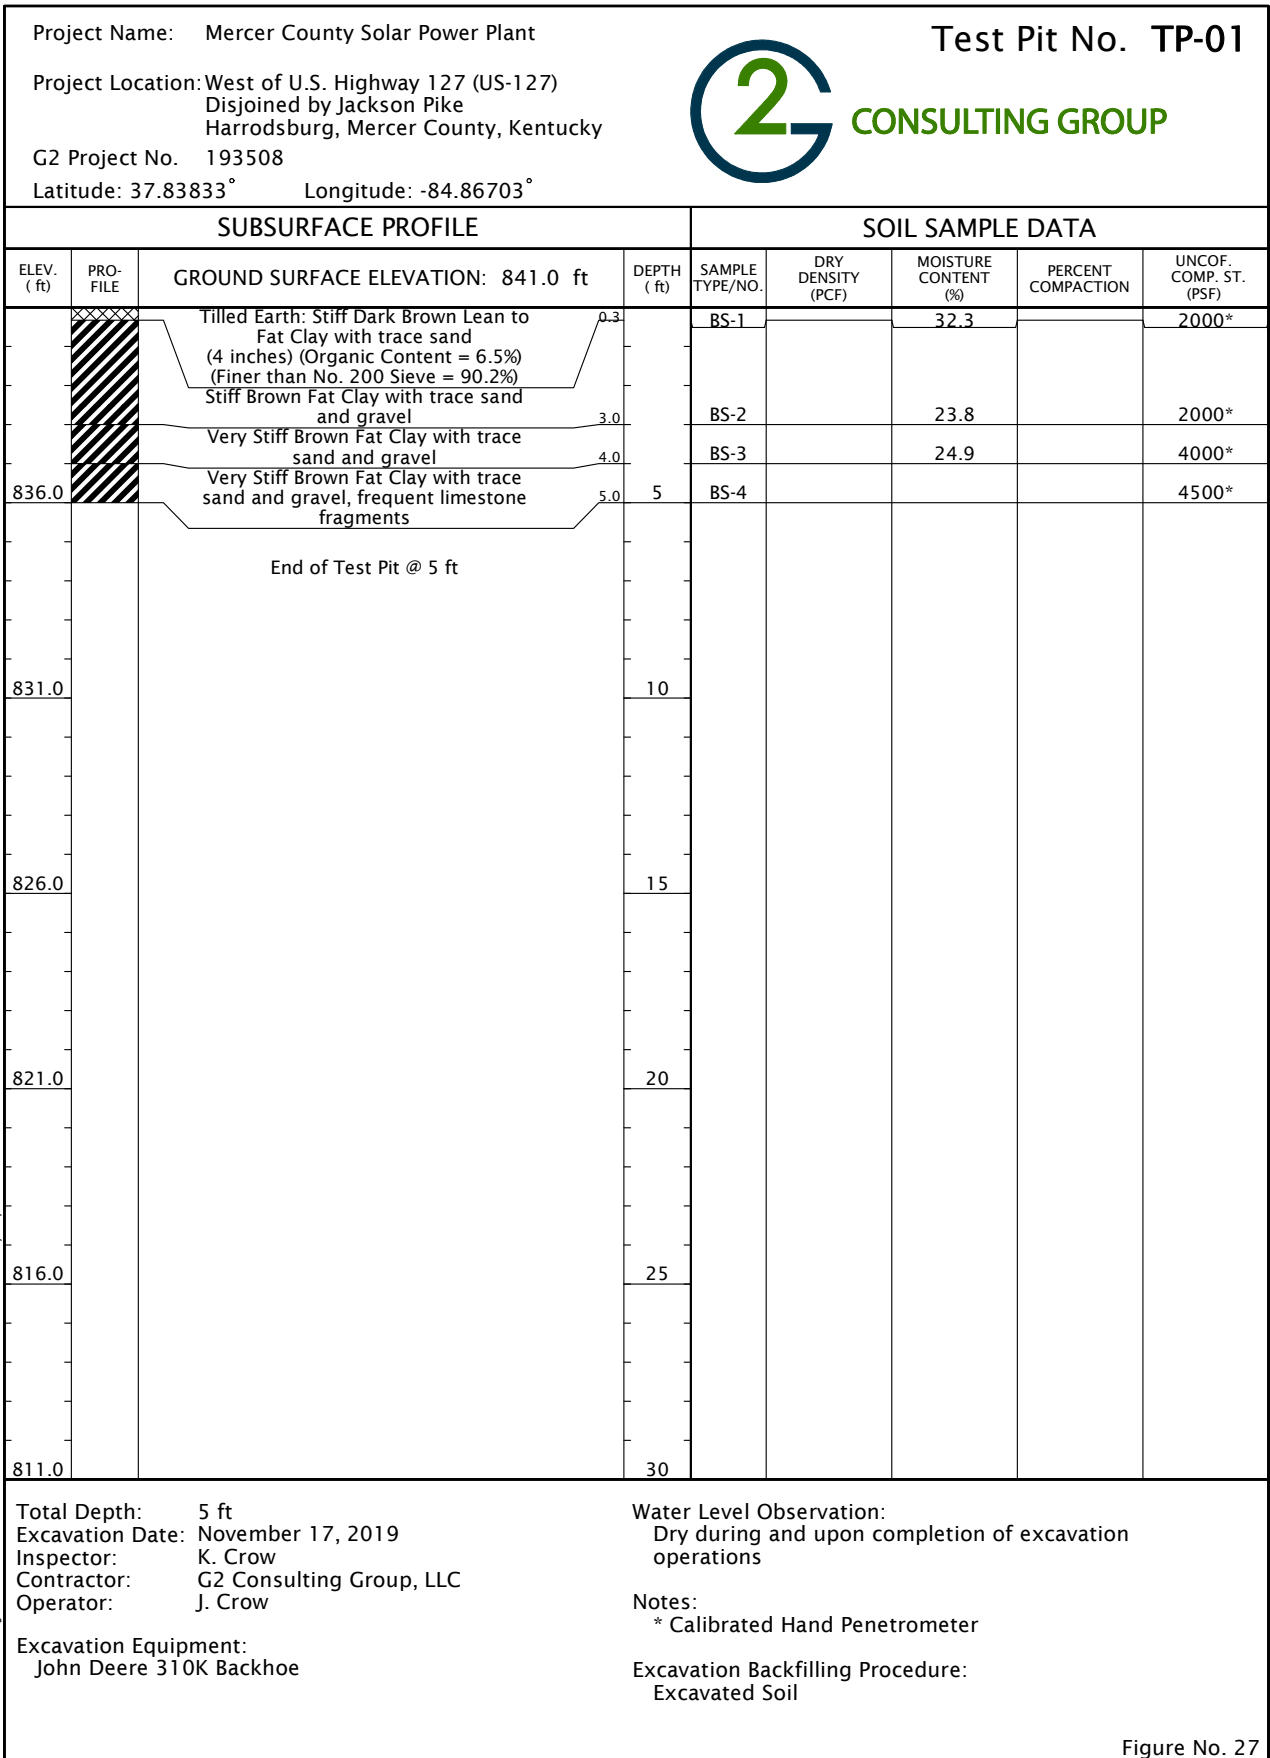 Project Name: Mercer County Solar Power Plant
Project Location: West of U.S. Highway 127 (US-127)
Disjoined by Jackson Pike
Harrodsburg, Mercer County, Kentucky
G2 Project No. 193508
Latitude: 37.83833° Longitude: -84.86703°
G2 CONSULTING GROUP
Test Pit No. TP-01
SUBSURFACE PROFILE
SOIL SAMPLE DATA
ELEV. ( ft)
PRO- FILE
GROUND SURFACE ELEVATION: 841.0 ft
DEPTH ( ft)
SAMPLE TYPE/NO.
DRY DENSITY (PCF)
MOISTURE CONTENT (%)
PERCENT COMPACTION
UNCOF. COMP. ST. (PSF)
Tilled Earth: Stiff Dark Brown Lean to 0.3 BS-1 32.3 2000*
Fat Clay with trace sand
(4 inches) (Organic Content = 6.5%)
(Finer than No. 200 Sieve = 90.2%)
Stiff Brown Fat Clay with trace sand
and gravel 3.0 BS-2 23.8 2000*
Very Stiff Brown Fat Clay with trace
sand and gravel 4.0 BS-3 24.9 4000*
Very Stiff Brown Fat Clay with trace
836.0 sand and gravel, frequent limestone 5.0 5 BS-4 4500*
fragments
End of Test Pit @ 5 ft
831.0 10
826.0 15
821.0 20
816.0 25
811.0 30
Total Depth: 5 ft
Excavation Date: November 17, 2019
Inspector: K. Crow
Contractor: G2 Consulting Group, LLC
Operator: J. Crow
Excavation Equipment:
John Deere 310K Backhoe
Water Level Observation:
Dry during and upon completion of excavation
operations
Notes:
* Calibrated Hand Penetrometer
Excavation Backfilling Procedure:
Excavated Soil
Figure No. 27